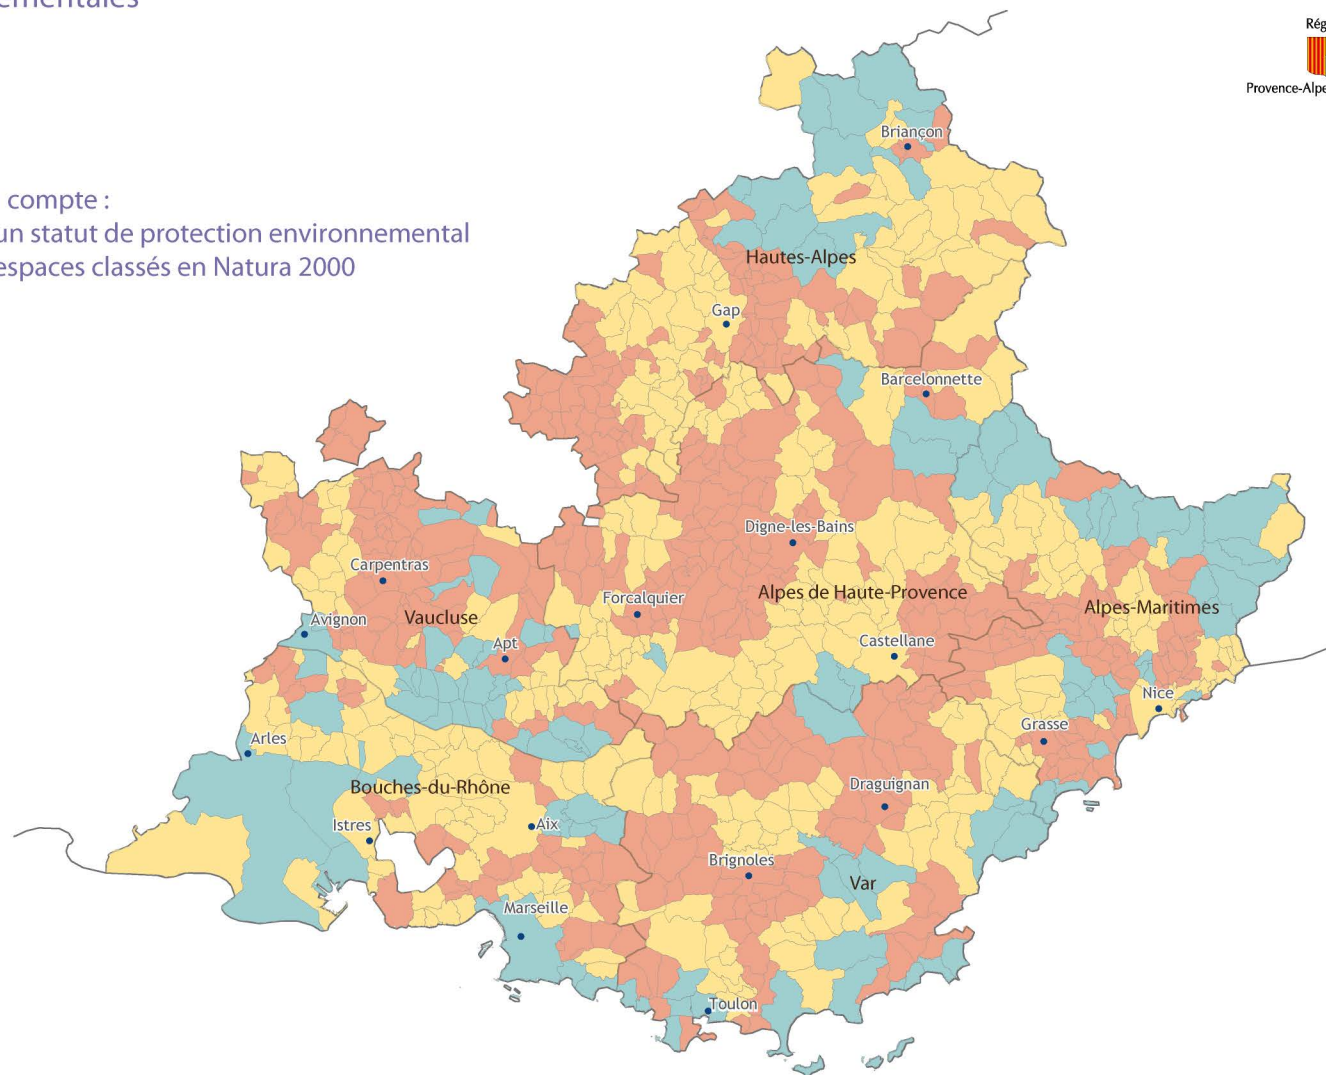 ementales
Rég
Provence-Alpe
compte :
un statut de protection environnemental
espaces classés en Natura 2000
Briançon
Hautes-Alpes
Gap
Barcelonnette
Digne-les-Bains
Carpentras
Alpes de Haute-Provence
Forcalquier
Alpes-Maritimes
Vaucluse
Avignon
Castellane
Apt
Nice
Grasse
Arles
Draguignan
Bouches-du-Rhône
Istres
Aix
Brignoles
Var
Marseille
Toulon